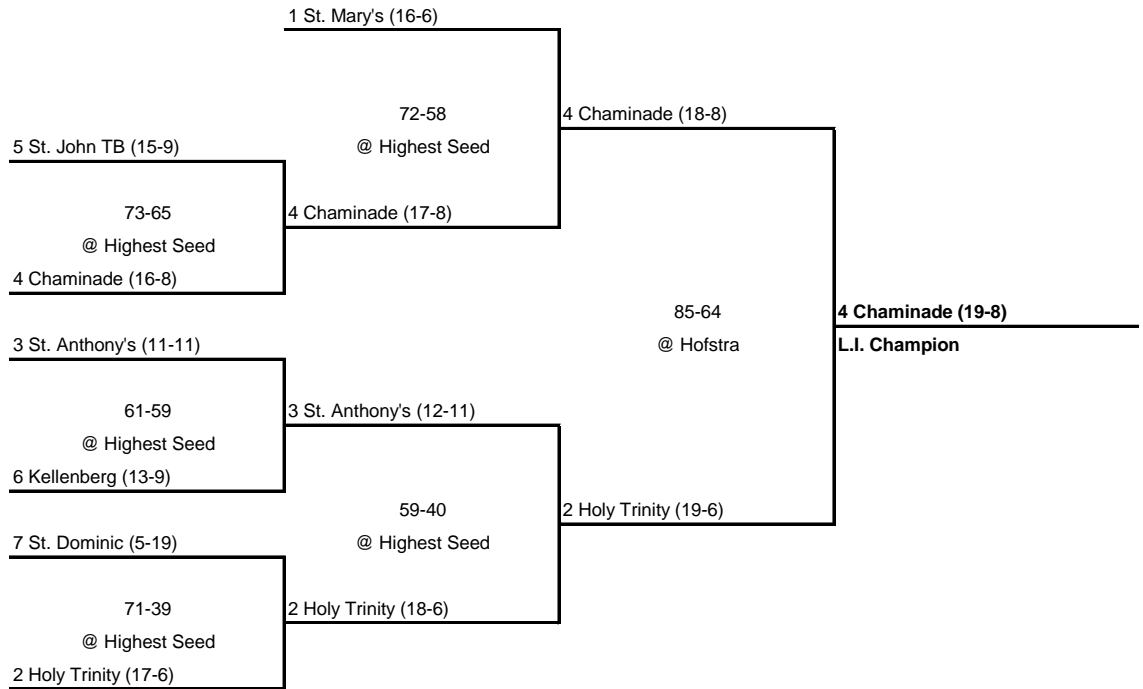 1 St. Mary's (16-6)
72-58
4 Chaminade (18-8)
5 St. John TB (15-9)
@ Highest Seed
73-65
4 Chaminade (17-8)
@ Highest Seed
4 Chaminade (16-8)
85-64
4 Chaminade (19-8)
3 St. Anthony's (11-11)
@ Hofstra
L.I. Champion
61-59
3 St. Anthony's (12-11)
@ Highest Seed
6 Kellenberg (13-9)
59-40
2 Holy Trinity (19-6)
7 St. Dominic (5-19)
@ Highest Seed
71-39
2 Holy Trinity (18-6)
@ Highest Seed
2 Holy Trinity (17-6)